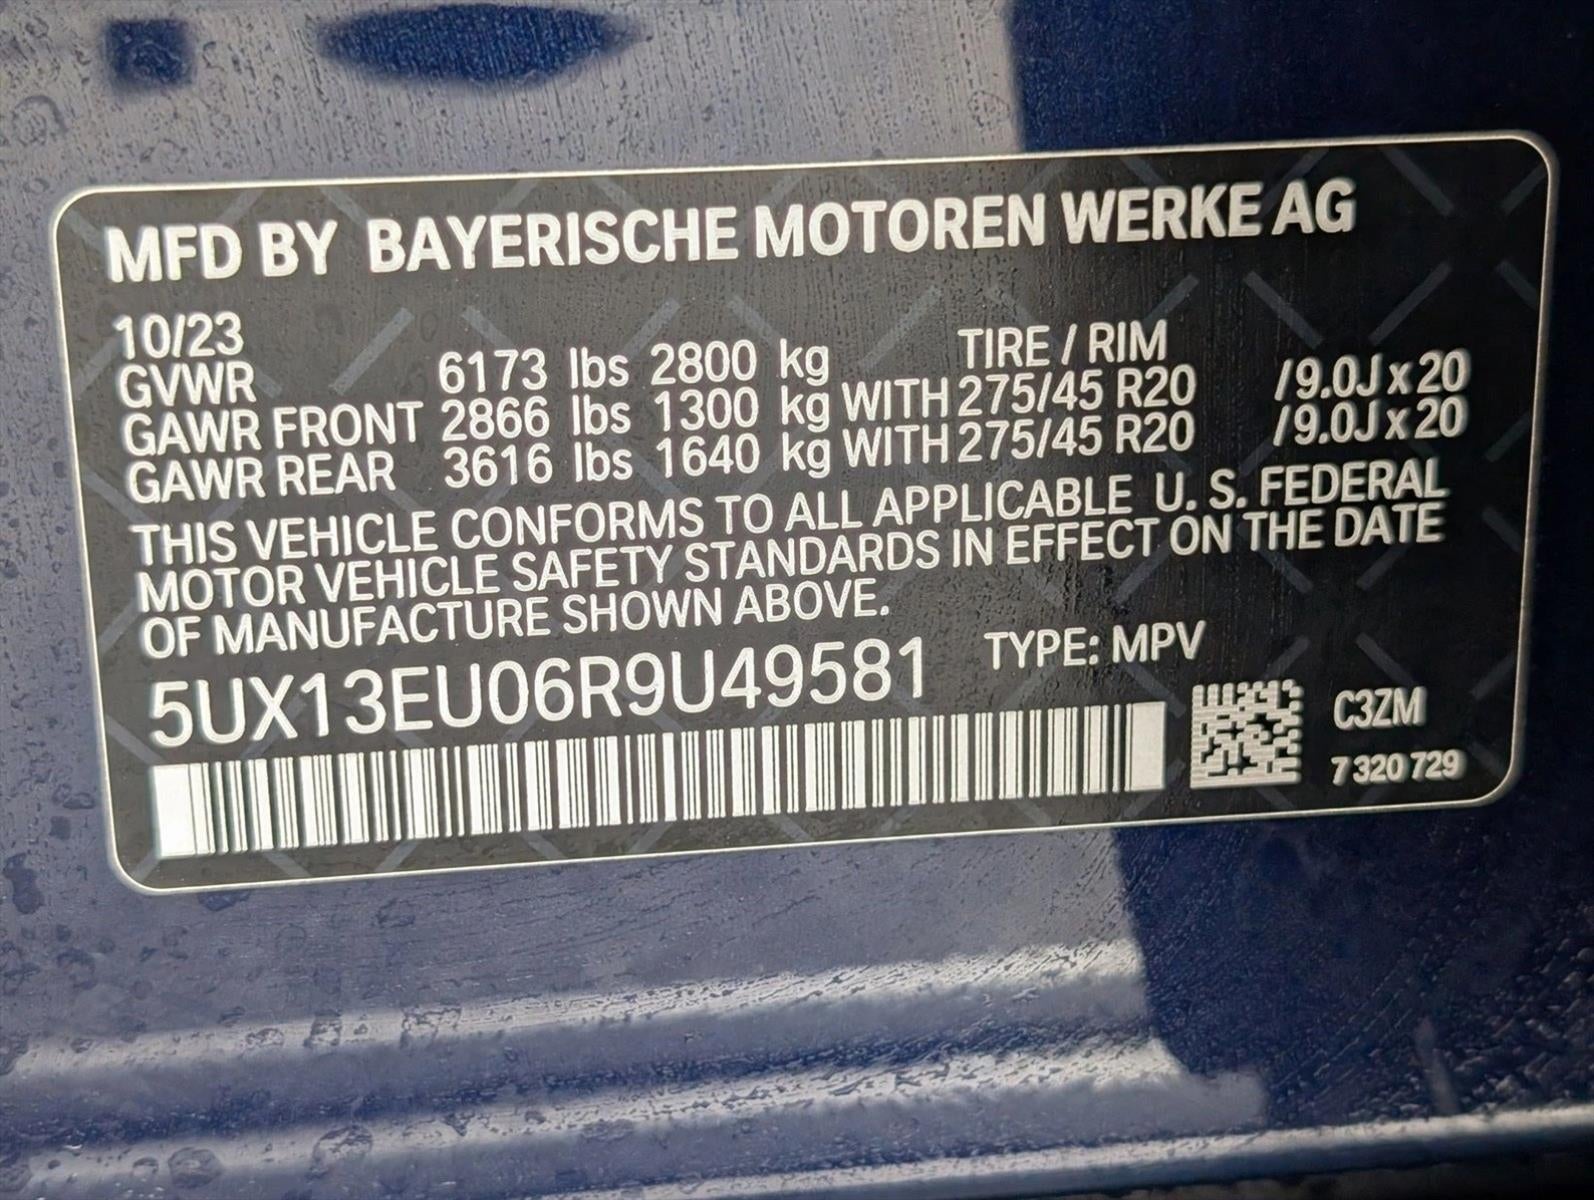 MFD BY BAYERISCHE MOTOREN WERKE AG
10/23
TIRE / RIM
GVWR 6173 lbs 2800 kg
GAWR FRONT 2866 lbs 1300 kg WITH 275/45 R20 /9.0J x 20
GAWR REAR 3616 lbs 1640 kg WITH 275/45 R20 /9.0J x 20
THIS VEHICLE CONFORMS TO ALL APPLICABLE U. S. FEDERAL
MOTOR VEHICLE SAFETY STANDARDS IN EFFECT ON THE DATE
OF MANUFACTURE SHOWN ABOVE.
5UX13EU06R9U49581 TYPE: MPV
C3ZM
7 320 729